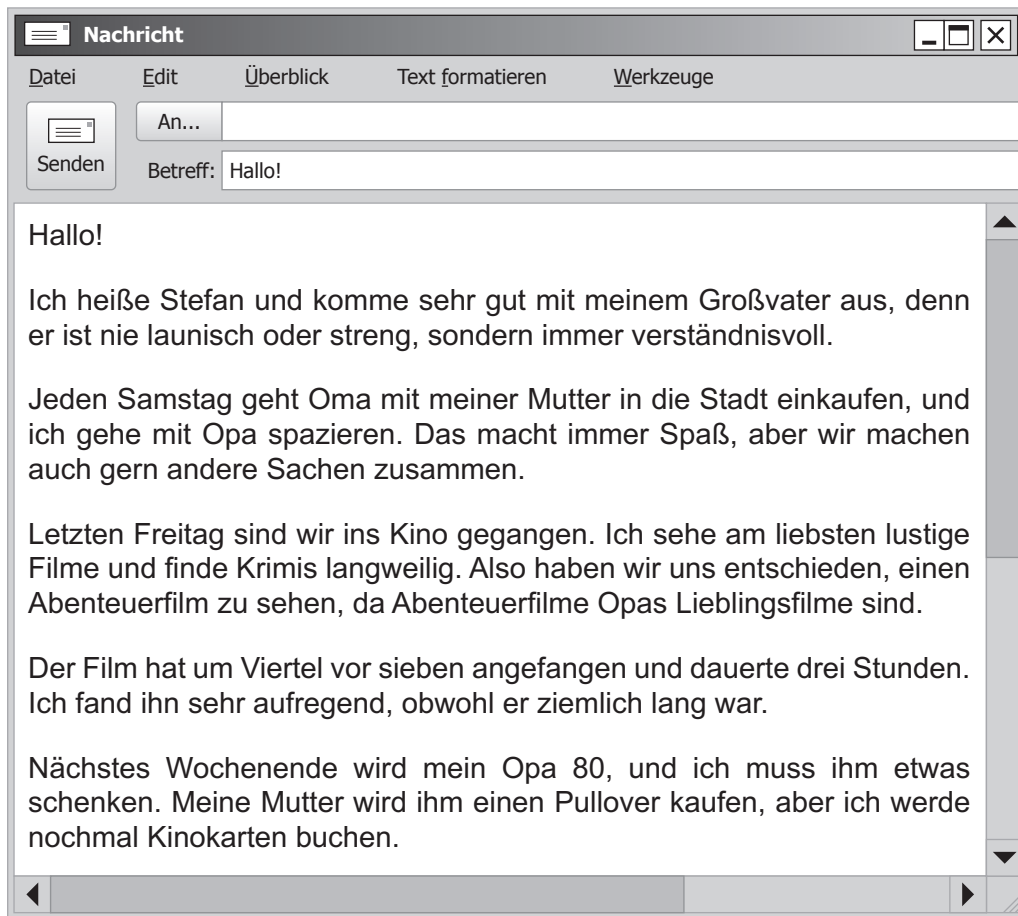 Nachricht
Datei Edit Überblick Text formatieren Werkzeuge
An...
Senden
Betreff: Hallo!
Hallo!
Ich heiße Stefan und komme sehr gut mit meinem Großvater aus, denn
er ist nie launisch oder streng, sondern immer verständnisvoll.
Jeden Samstag geht Oma mit meiner Mutter in die Stadt einkaufen, und
ich gehe mit Opa spazieren. Das macht immer Spaß, aber wir machen
auch gern andere Sachen zusammen.
Letzten Freitag sind wir ins Kino gegangen. Ich sehe am liebsten lustige
Filme und finde Krimis langweilig. Also haben wir uns entschieden, einen
Abenteuerfilm zu sehen, da Abenteuerfilme Opas Lieblingsfilme sind.
Der Film hat um Viertel vor sieben angefangen und dauerte drei Stunden.
Ich fand ihn sehr aufregend, obwohl er ziemlich lang war.
Nächstes Wochenende wird mein Opa 80, und ich muss ihm etwas
schenken. Meine Mutter wird ihm einen Pullover kaufen, aber ich werde
nochmal Kinokarten buchen.